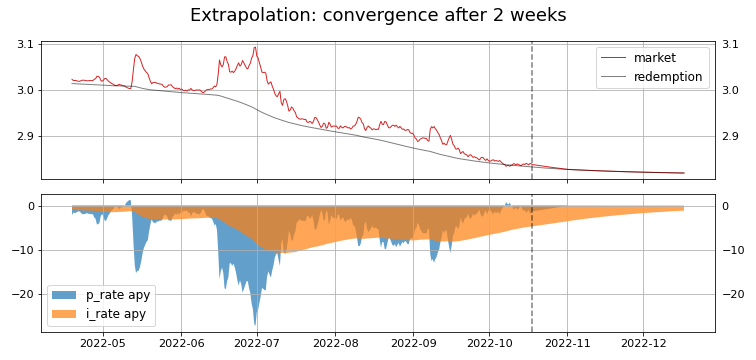 Extrapolation: convergence after 2 weeks
3.1
3.0
2.9
3.1
3.0
2.9
market
redemption
0
−10
−20
0
−10
−20
p_rate apy
i_rate apy
2022-05 2022-06 2022-07 2022-08 2022-09 2022-10 2022-11 2022-12